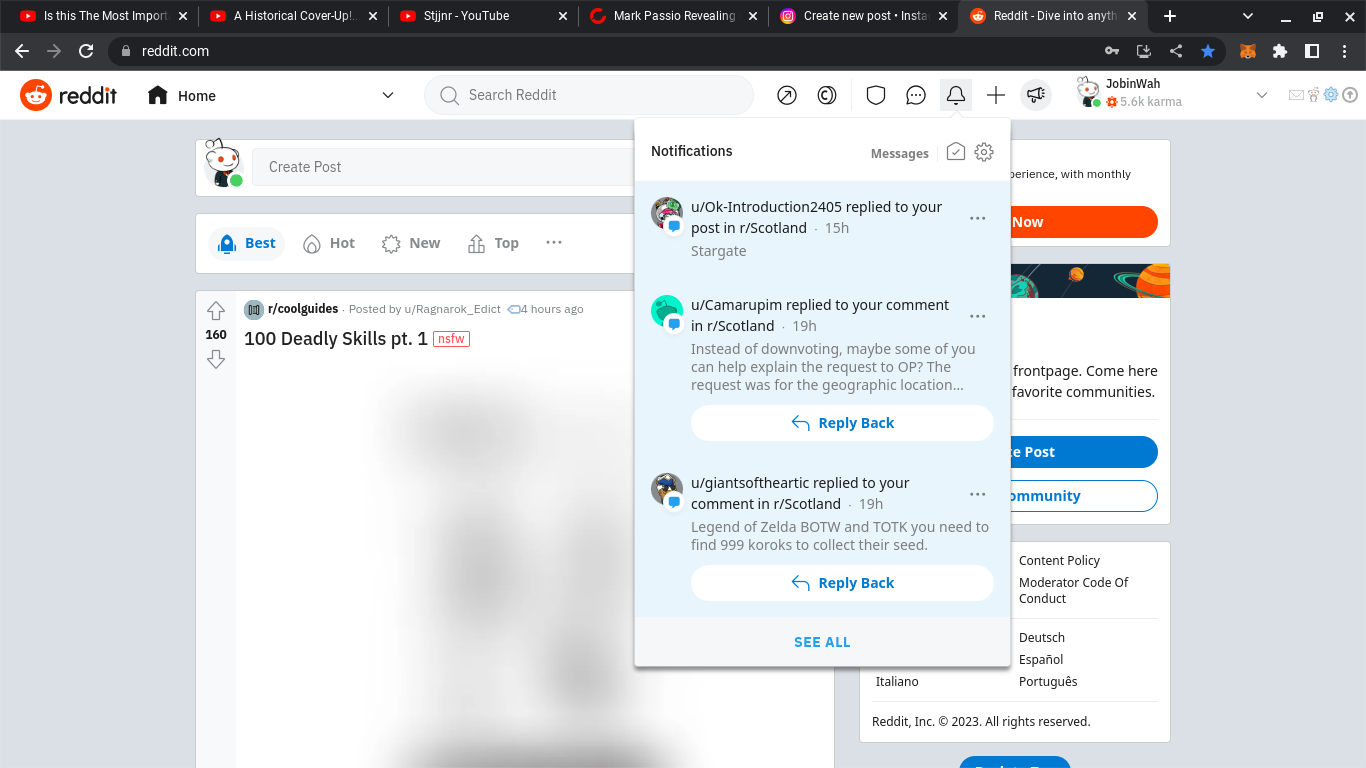 Is this The Most Import
A Historical Cover-Up!..
Stjjnr - YouTube
Mark Passio Revealing
Create new post • Insta
Reddit - Dive into anyth
reddit.com
reddit
Home
Search Reddit
JobinWah
5.6k karma
Create Post
Best
Hot
New
Top
160
r/coolguides · Posted by u/Ragnarok_Edict 4 hours ago
100 Deadly Skills pt. 1 nsfw
Notifications
Messages
u/Ok-Introduction2405 replied to your
post in r/Scotland · 15h
Stargate
u/Camarupim replied to your comment
in r/Scotland · 19h
Instead of downvoting, maybe some of you
can help explain the request to OP? The
request was for the geographic location...
Reply Back
u/giantsoftheartic replied to your
comment in r/Scotland · 19h
Legend of Zelda BOTW and TOTK you need to
find 999 koroks to collect their seed.
Reply Back
SEE ALL
perience, with monthly
Now
frontpage. Come here
favorite communities.
te Post
ommunity
Content Policy
Moderator Code Of
Conduct
Deutsch
Español
Italiano
Português
Reddit, Inc. © 2023. All rights reserved.